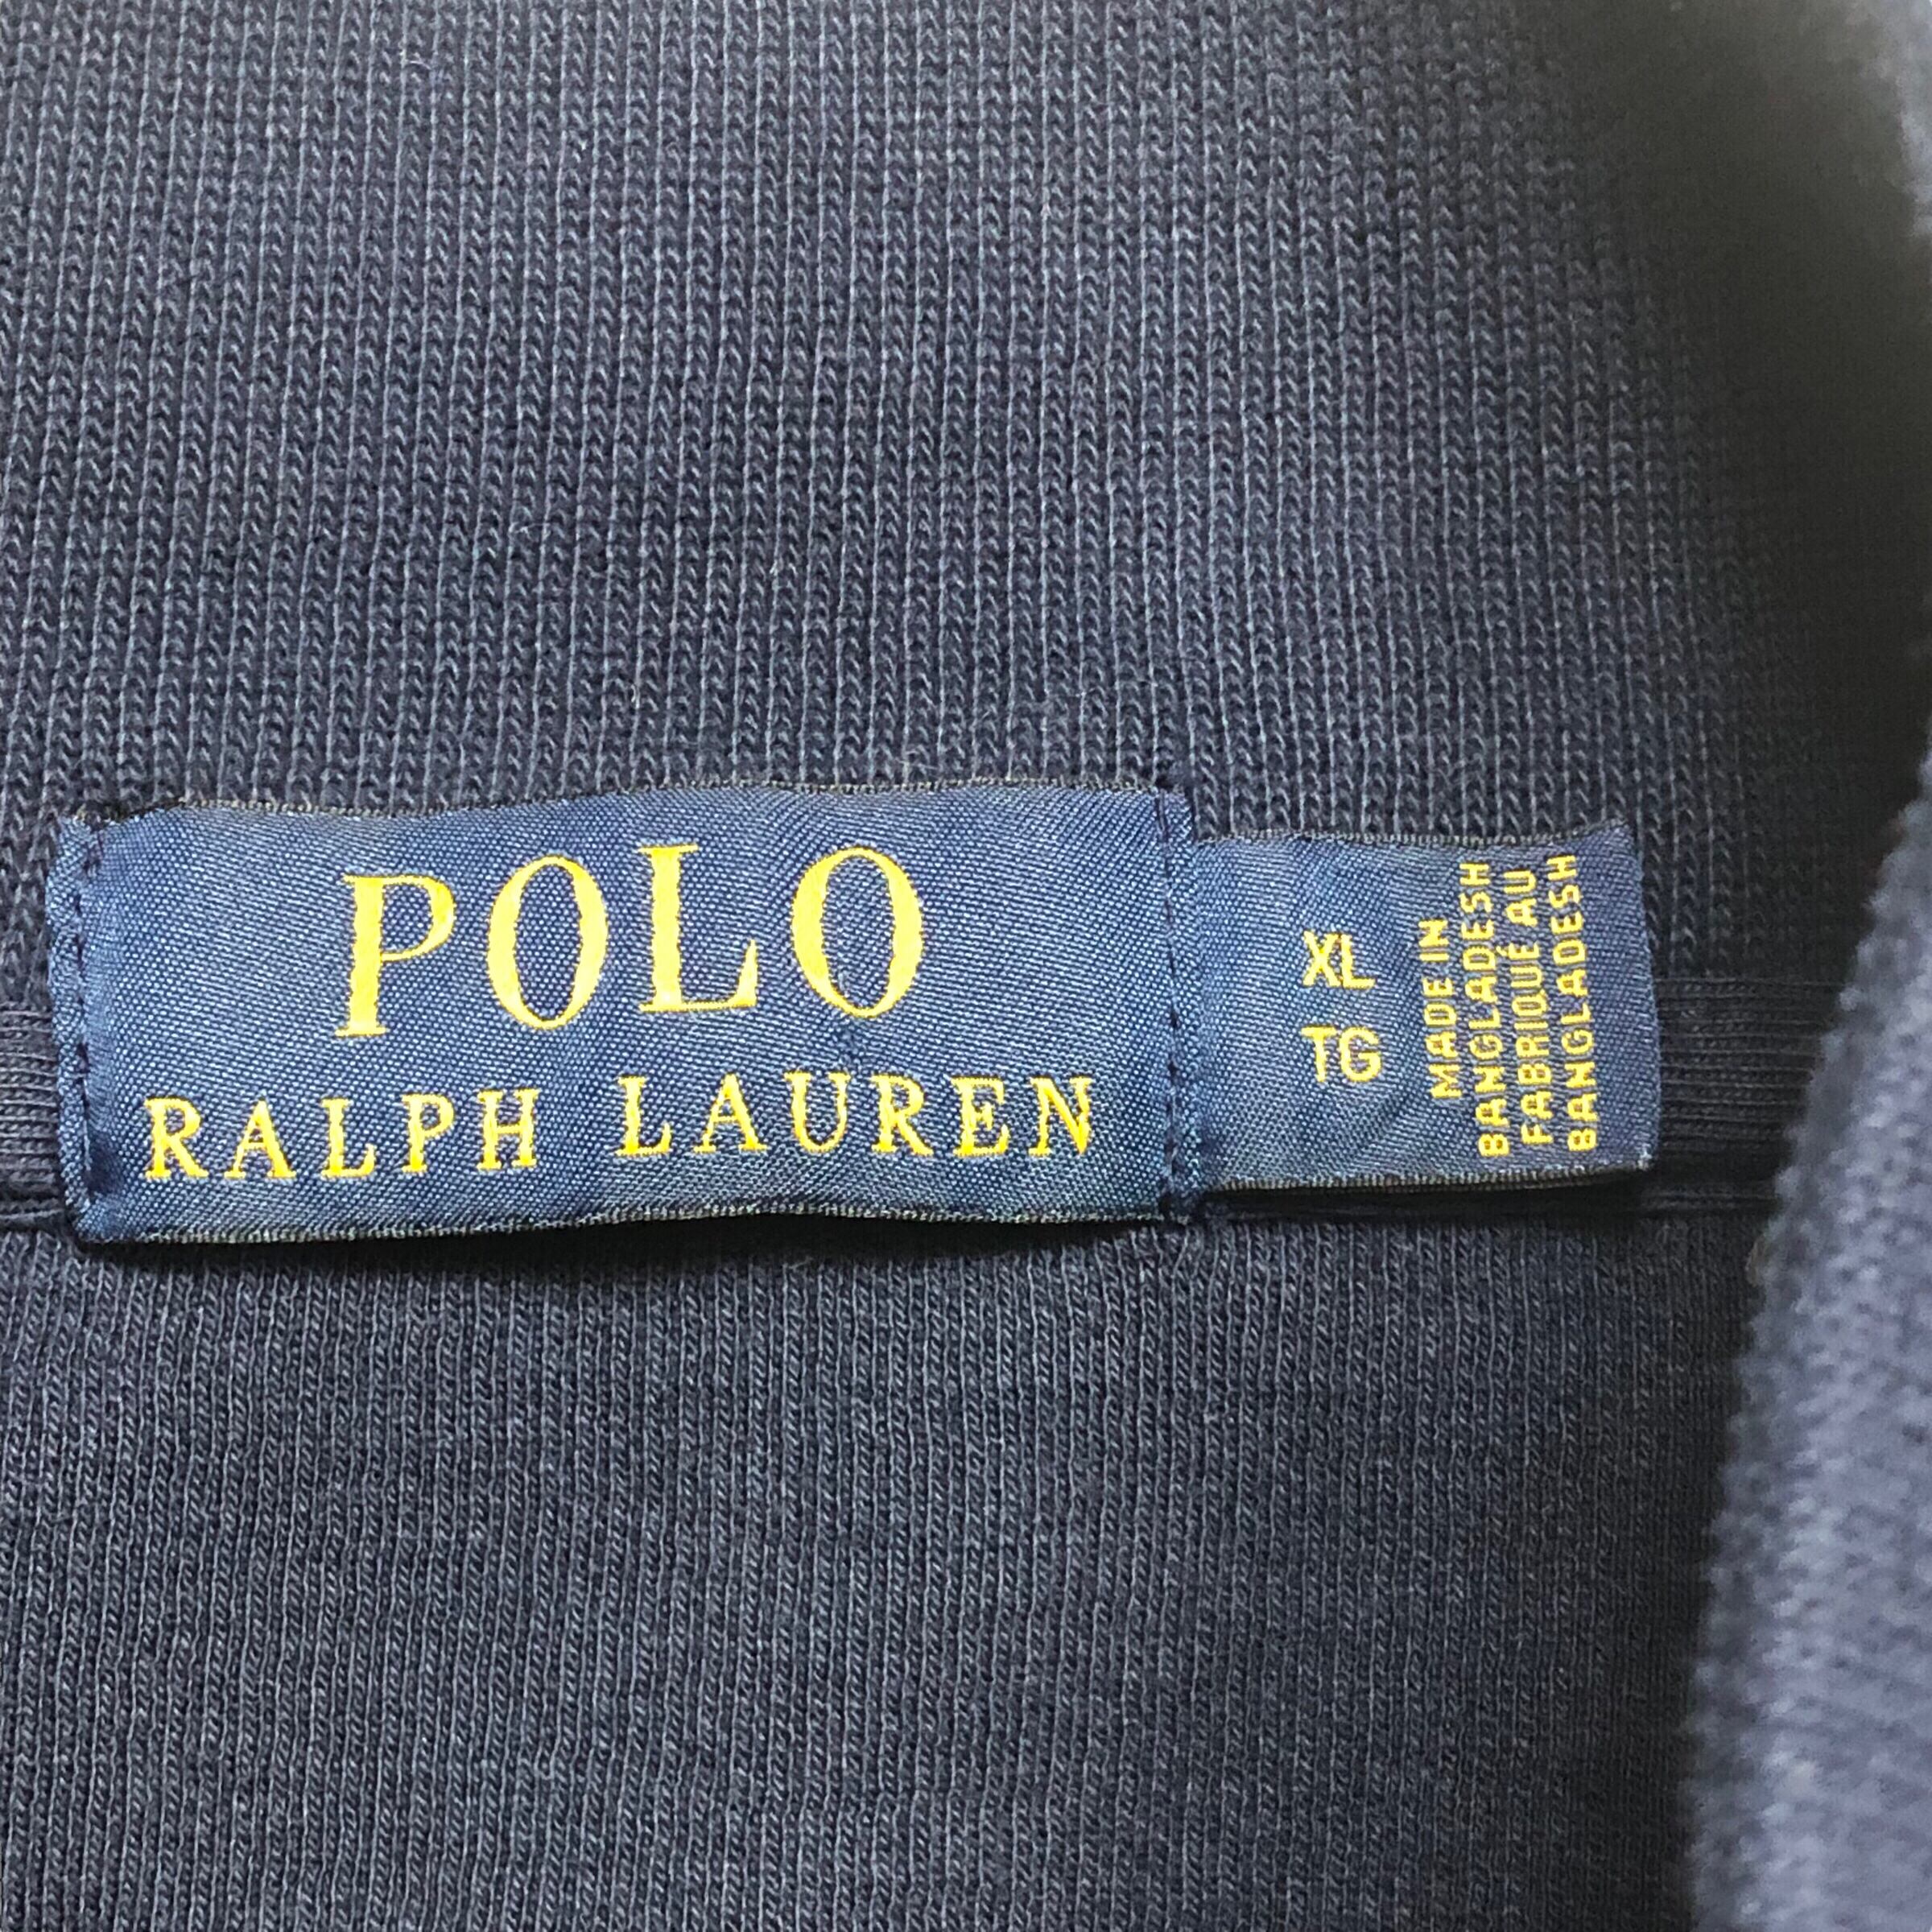 POLO
RALPH LAUREN
XL
TG
MADE IN
BANGLADESH
FABRIQUÉ AU
BANGLADESH